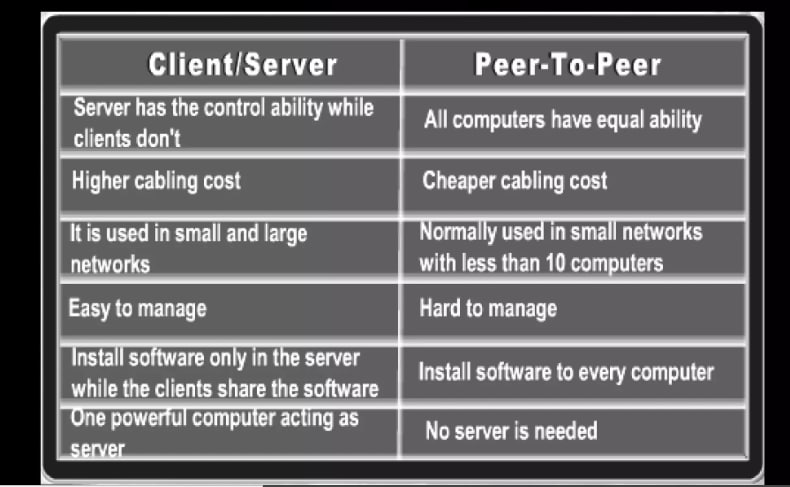 Client/Server
Peer-To-Peer
Server has the control ability while
clients don't
All computers have equal ability
Higher cabling cost
Cheaper cabling cost
It is used in small and large
networks
Normally used in small networks
with less than 10 computers
Easy to manage
Hard to manage
Install software only in the server
while the clients share the software
Install software to every computer
One powerful computer acting as
server
No server is needed